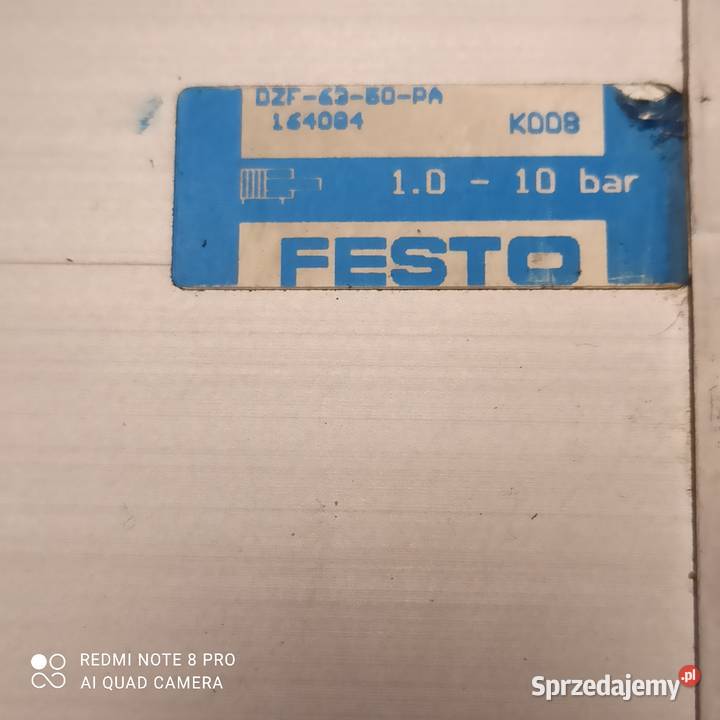 DZF-63-50-PA
164084 K008
1.0 - 10 bar
FESTO
REDMI NOTE 8 PRO
AI QUAD CAMERA
Sprzedajemy.pl